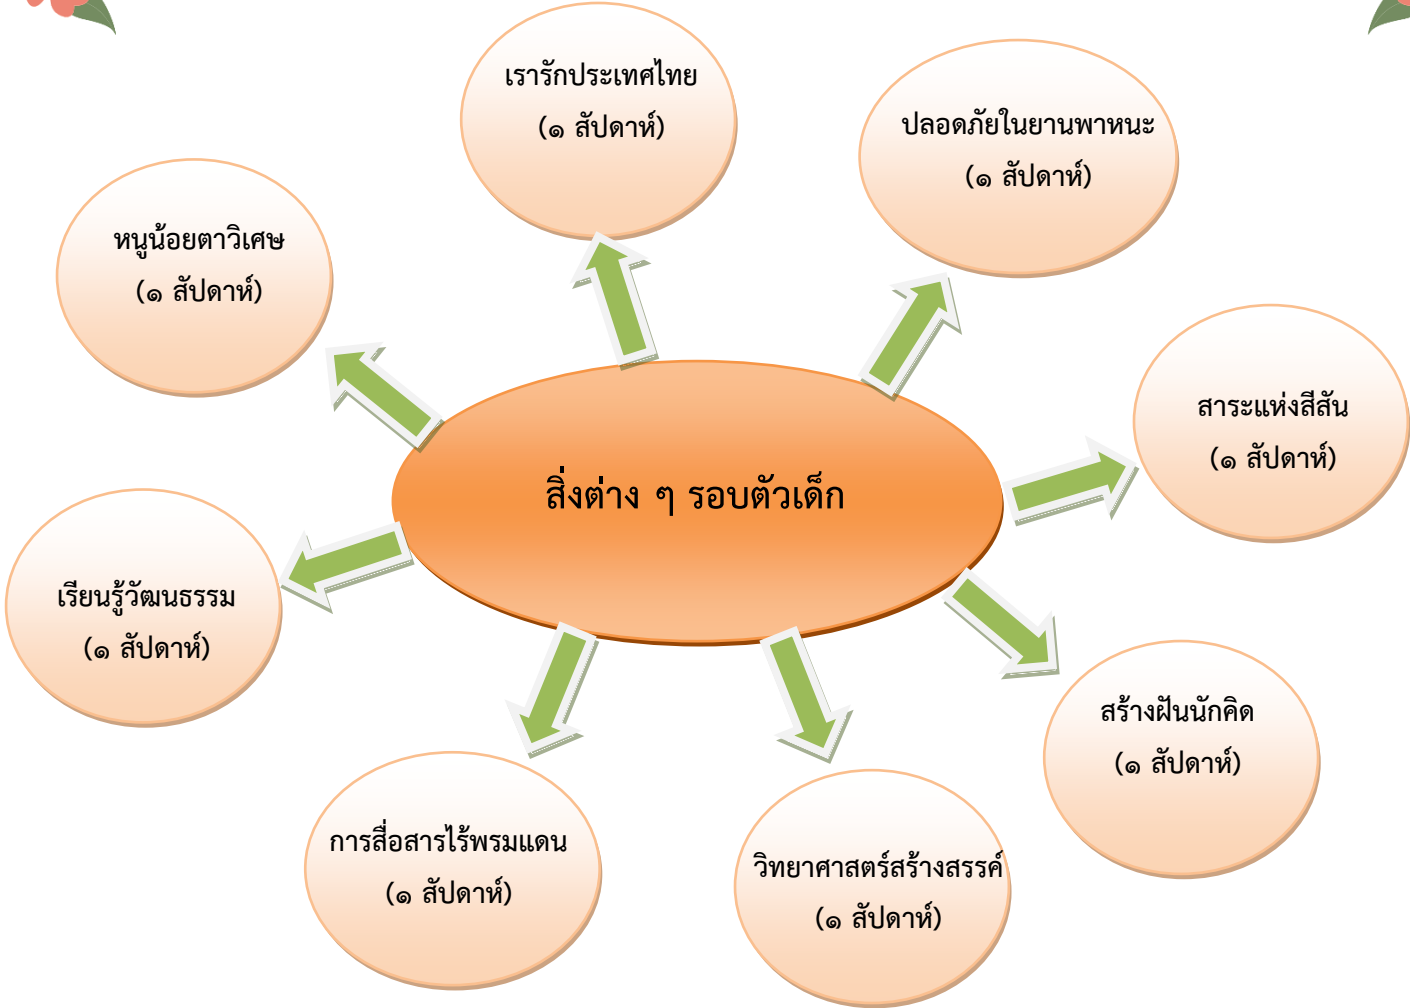 เรารักประเทศไทย
(๑ สัปดาห์)
ปลอดภัยในยานพาหนะ
(๑ สัปดาห์)
หนูน้อยตาวิเศษ
(๑ สัปดาห์)
สาระแห่งสีสัน
(๑ สัปดาห์)
สิ่งต่าง ๆ รอบตัวเด็ก
เรียนรู้วัฒนธรรม
(๑ สัปดาห์)
สร้างฝันนักคิด
(๑ สัปดาห์)
การสื่อสารไร้พรมแดน
(๑ สัปดาห์)
วิทยาศาสตร์สร้างสรรค์
(๑ สัปดาห์)